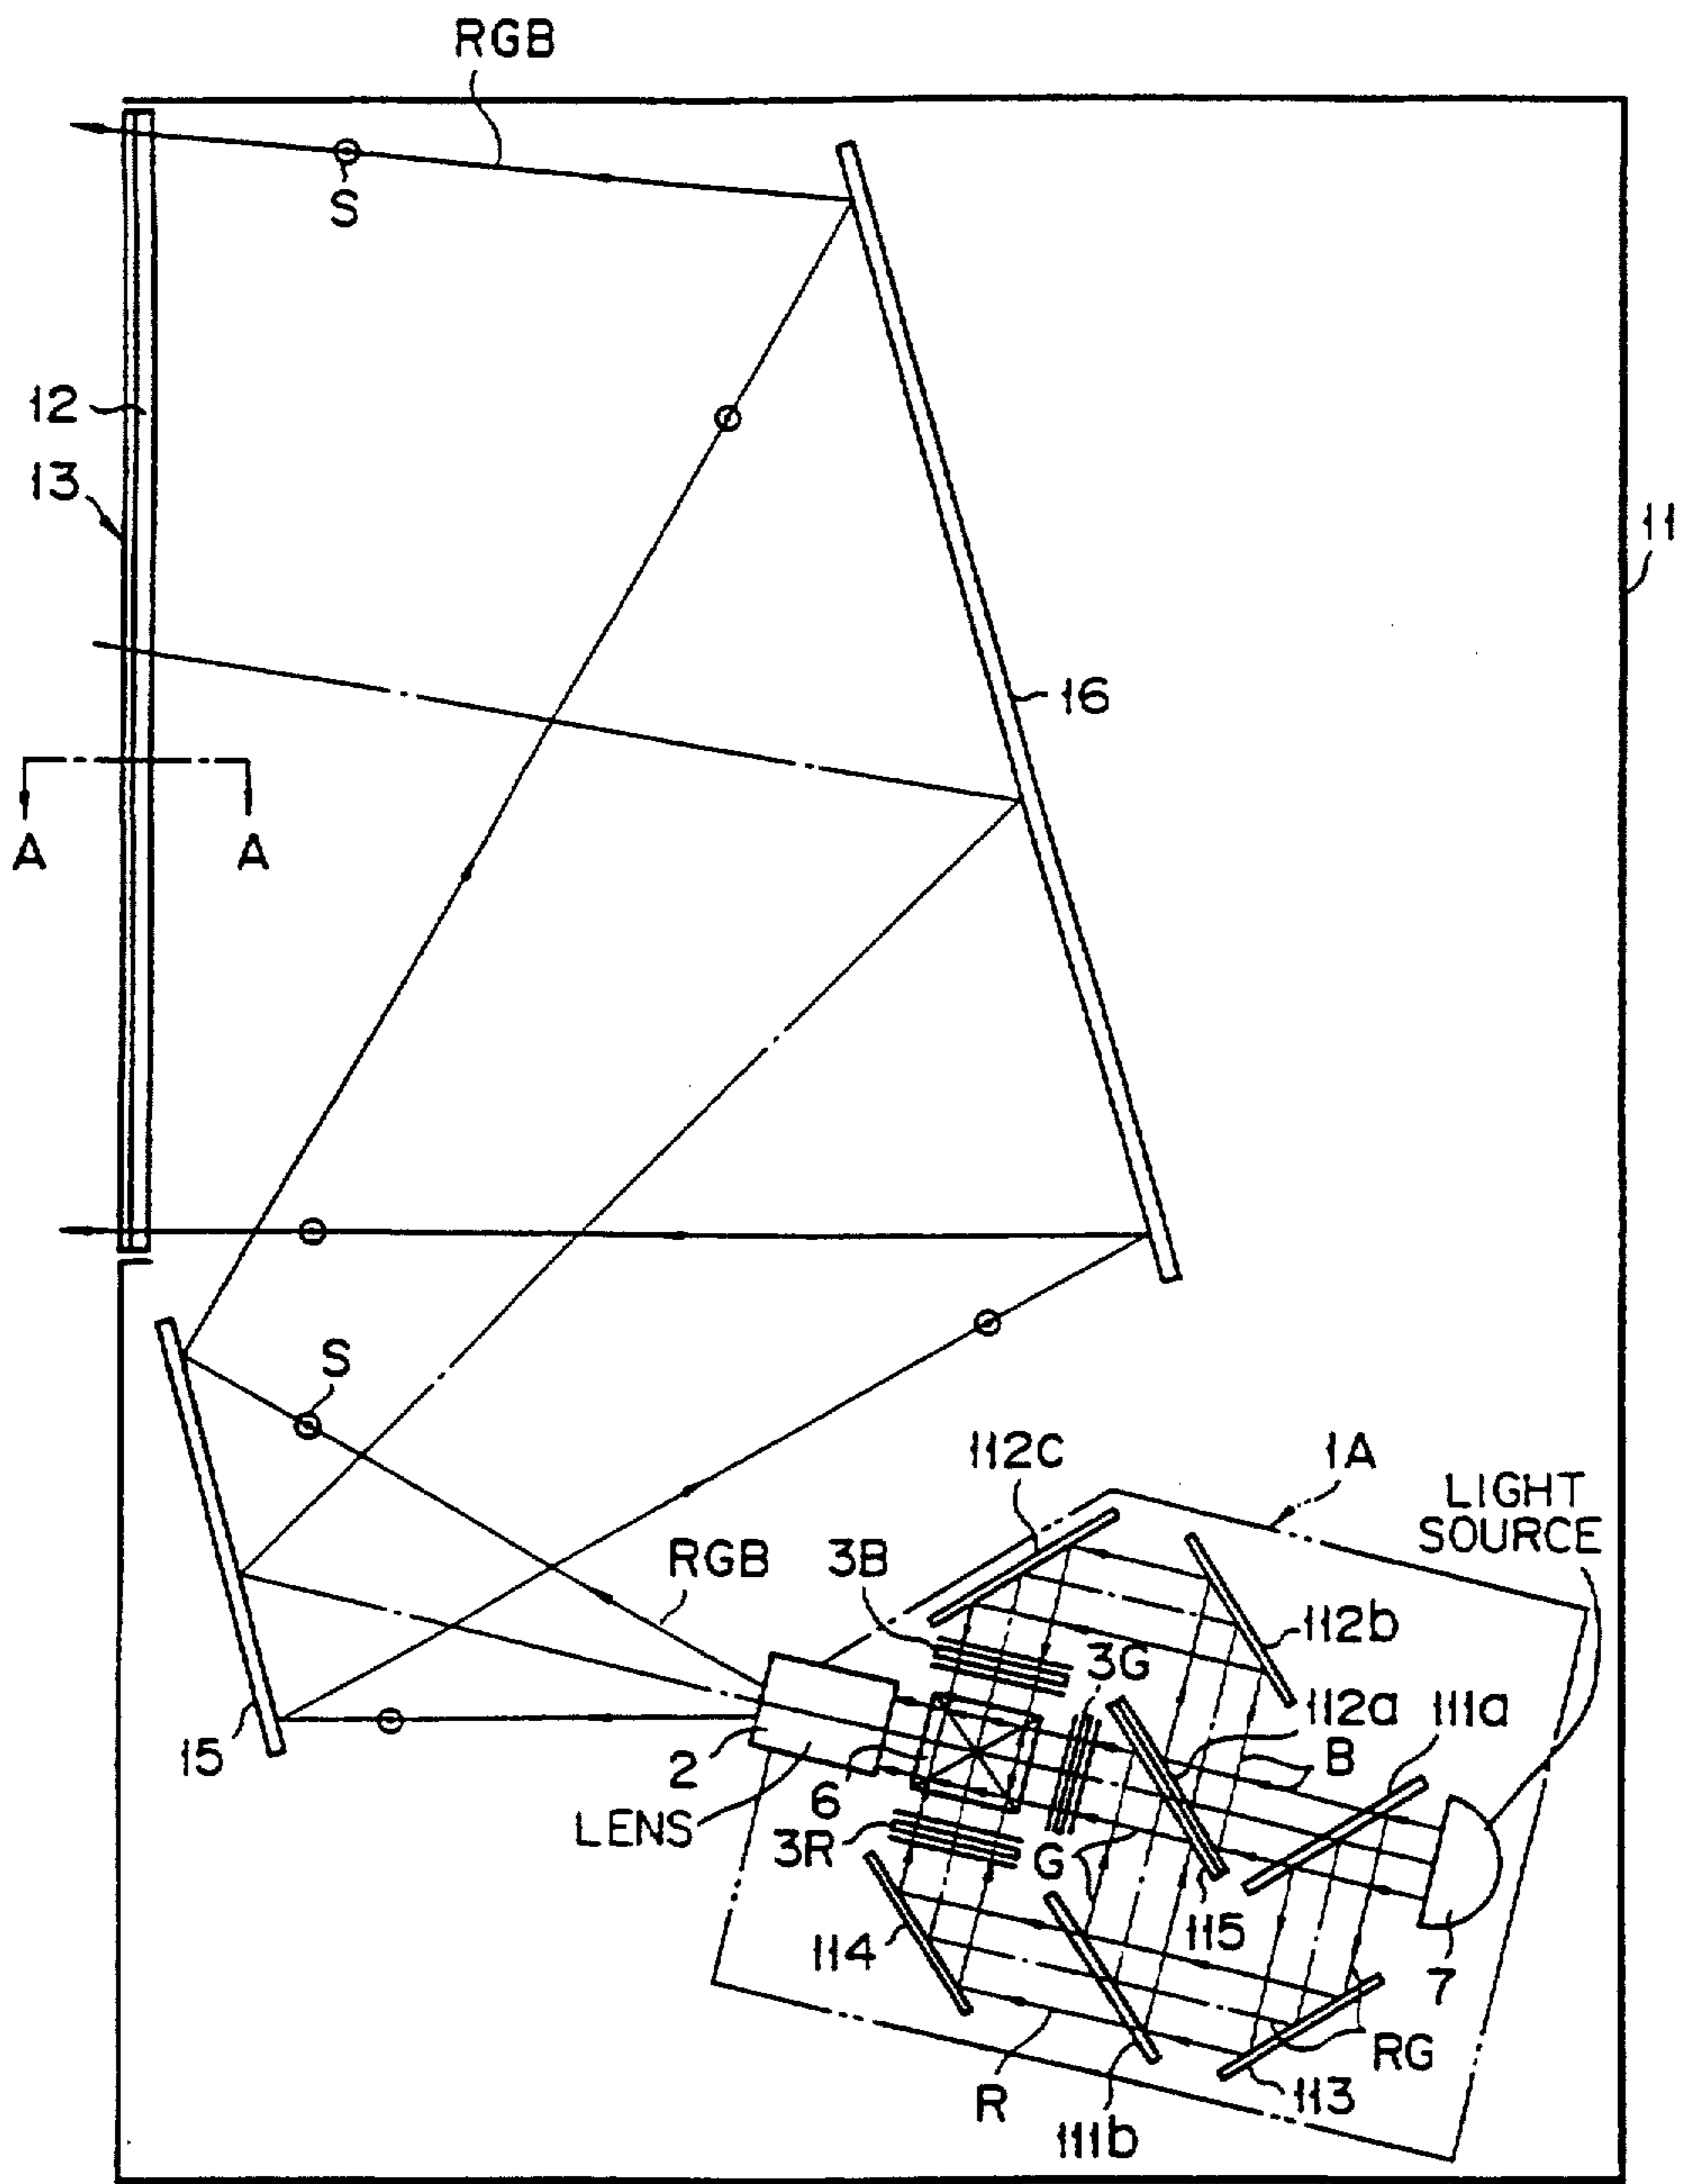 RGB
S
12
13
11
16
A A
S
112C
1A
LIGHT
SOURCE
3B
RGB
112b
3G
112a
111a
15
B
2
6
LENS
3R
G
115
114
7
RG
R
113
111b